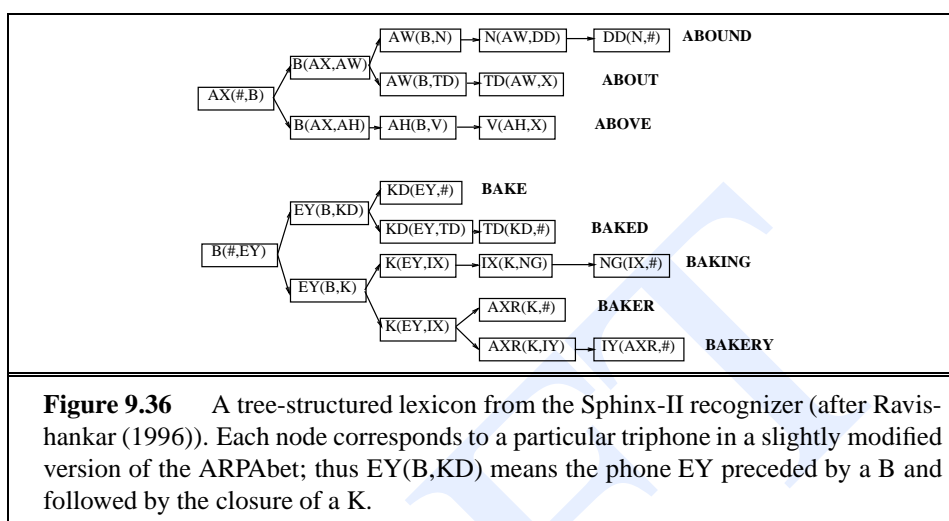 AW(B,N) N(AW,DD) DD(N,#) ABOUND
B(AX,AW)
AW(B,TD) TD(AW,X) ABOUT
AX(#,B)
B(AX,AH) AH(B,V) V(AH,X) ABOVE
KD(EY,#) BAKE
EY(B,KD)
KD(EY,TD) TD(KD,#) BAKED
B(#,EY)
K(EY,IX) IX(K,NG) NG(IX,#) BAKING
EY(B,K)
AXR(K,#) BAKER
K(EY,IX)
AXR(K,IY) IY(AXR,#) BAKERY
Figure 9.36 A tree-structured lexicon from the Sphinx-II recognizer (after Ravis-
hankar (1996)). Each node corresponds to a particular triphone in a slightly modified
version of the ARPAbet; thus EY(B,KD) means the phone EY preceded by a B and
followed by the closure of a K.